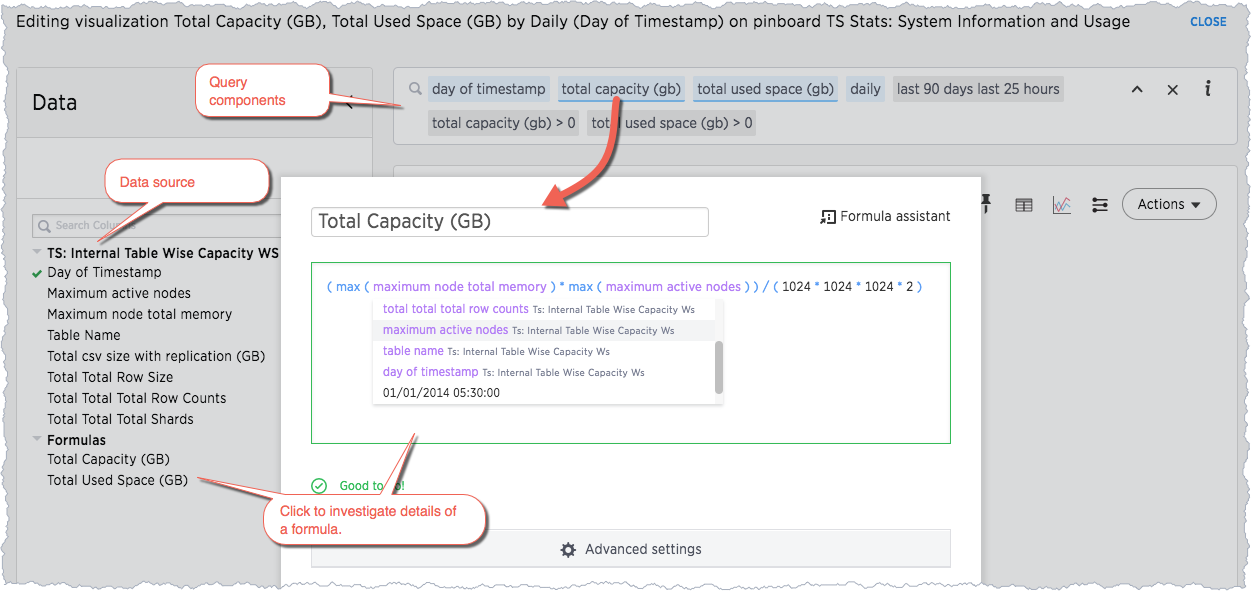 Editing visualization Total Capacity (GB), Total Used Space (GB) by Daily (Day of Timestamp) on pinboard TS Stats: System Information and Usage
CLOSE
Data
Query
components
day of timestamp total capacity (gb) total used space (gb) daily last 90 days last 25 hours
total capacity (gb) > 0 total used space (gb) > 0
Data source
Search Columns
TS: Internal Table Wise Capacity WS
Day of Timestamp
Maximum active nodes
Maximum node total memory
Table Name
Total csv size with replication (GB)
Total Total Row Size
Total Total Total Row Counts
Total Total Total Shards
Formulas
Total Capacity (GB)
Total Used Space (GB)
Actions
Total Capacity (GB)
Formula assistant
( max ( maximum node total memory ) * max ( maximum active nodes ) ) / ( 1024 * 1024 * 1024 * 2 )
total total total row counts Ts: Internal Table Wise Capacity Ws
maximum active nodes Ts: Internal Table Wise Capacity Ws
table name Ts: Internal Table Wise Capacity Ws
day of timestamp Ts: Internal Table Wise Capacity Ws
01/01/2014 05:30:00
Good to go!
Click to investigate details of
a formula.
Advanced settings